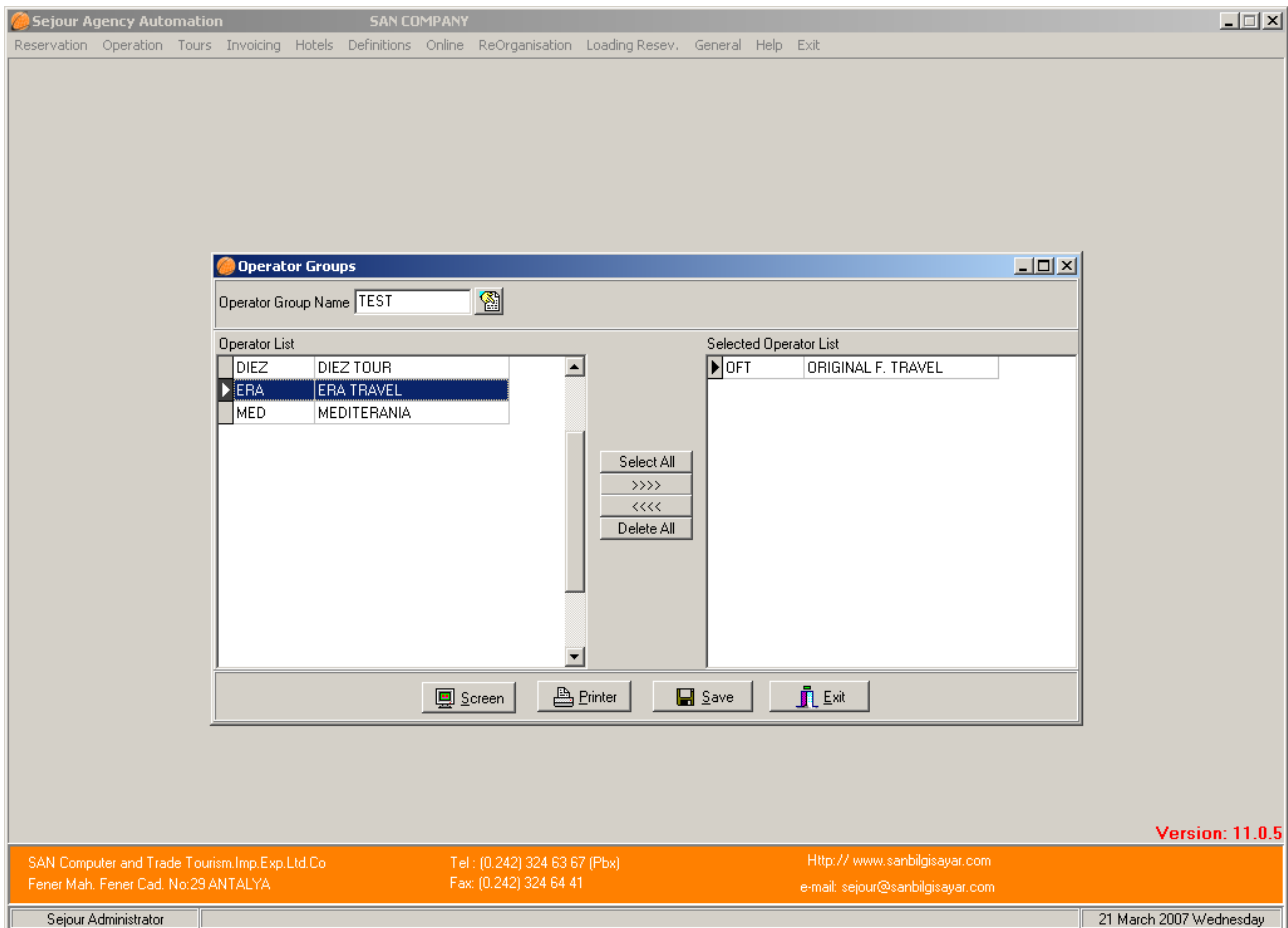 Sejour Agency Automation SAN COMPANY
Reservation Operation Tours Invoicing Hotels Definitions Online ReOrganisation Loading Resev. General Help Exit
Operator Groups
Operator Group Name TEST
Operator List Selected Operator List
DIEZ DIEZ TOUR OFT ORIGINAL F. TRAVEL
ERA ERA TRAVEL
MED MEDITERANIA
Select All
>>>>
<<<<
Delete All
Screen Printer Save Exit
Version: 11.0.5
SAN Computer and Trade Tourism.Imp.Exp.Ltd.Co Tel : (0.242) 324 63 67 (Pbx) Http:// www.sanbilgisayar.com
Fener Mah. Fener Cad. No:29 ANTALYA Fax: (0.242) 324 64 41 e-mail: sejour@sanbilgisayar.com
Sejour Administrator 21 March 2007 Wednesday